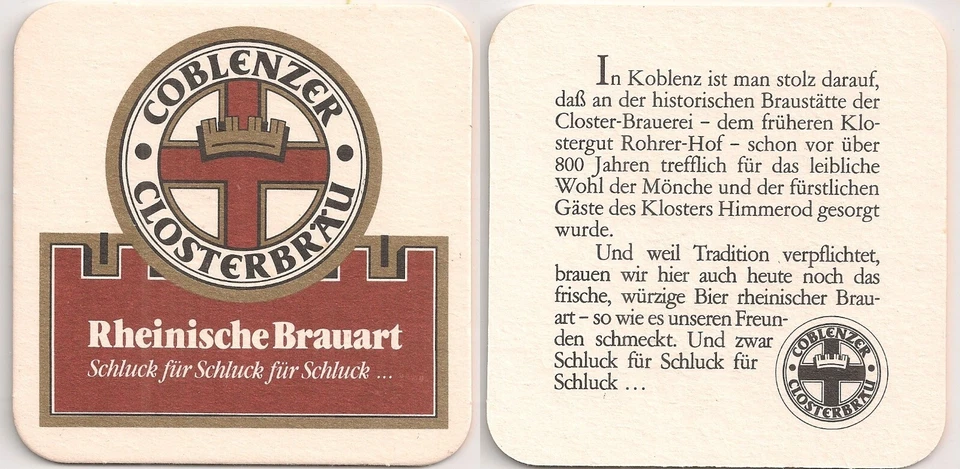 COBLENZER
CLOSTERBRÄU
Rheinische Brauart
Schluck für Schluck für Schluck ...
In Koblenz ist man stolz darauf,
daß an der historischen Braustätte der
Closter-Brauerei – dem früheren Klo-
stergut Rohrer-Hof – schon vor über
800 Jahren trefflich für das leibliche
Wohl der Mönche und der fürstlichen
Gäste des Klosters Himmerod gesorgt
wurde.
Und weil Tradition verpflichtet,
brauen wir hier auch heute noch das
frische, würzige Bier rheinischer Brau-
art – so wie es unseren Freun-
den schmeckt. Und zwar
Schluck für Schluck für
Schluck ...
COBLENZER
CLOSTERBRÄU